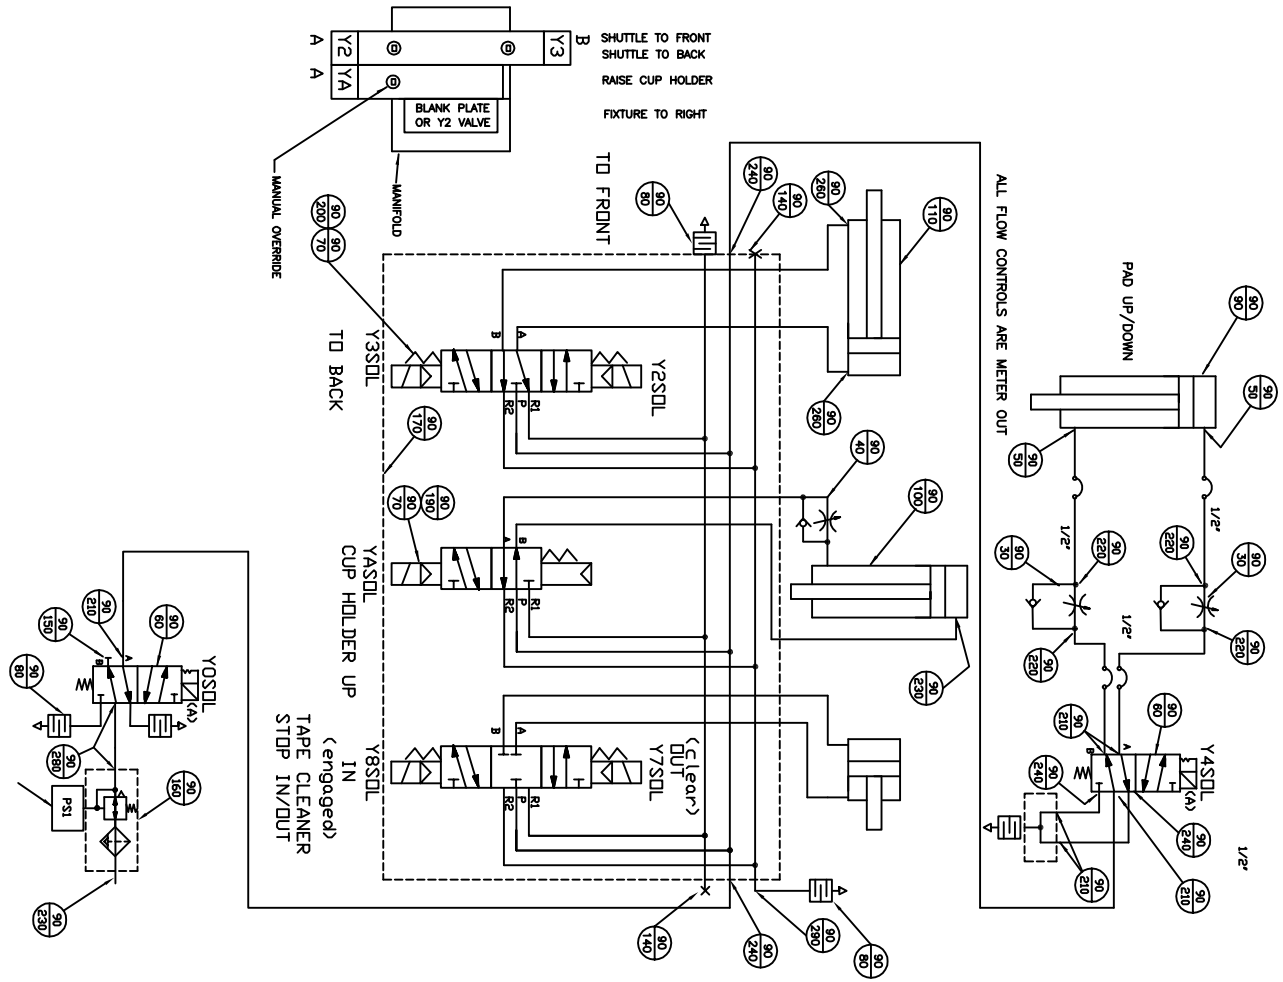 SHUTTLE TO FRONT
SHUTTLE TO BACK
RAISE CUP HOLDER
FIXTURE TO RIGHT
B
Y3
A
Y2
A
YA
BLANK PLATE
OR Y2 VALVE
MANUAL OVERRIDE
MANIFOLD
TO FRONT
90
80
90
240
90
140
90
260
90
110
90
260
90
200
90
70
Y3SOL
TO BACK
Y2SOL
B
A
R2
P
R1
90
170
ALL FLOW CONTROLS ARE METER OUT
PAD UP/DOWN
90
90
90
50
90
50
1/2"
1/2"
90
220
90
30
90
220
90
30
90
220
90
220
1/2"
90
40
90
100
90
230
90
70
90
190
A
B
R2
P
R1
YASOL
CUP HOLDER UP
90
60
90
210
B
A
Y4SOL
(A)
90
240
90
240
1/2"
90
210
90
210
90
210
90
150
90
60
A
B
90
80
Y0SOL
(A)
90
280
90
160
PS1
90
230
B
A
R2
P
R1
Y7SOL
OUT
(clear)
Y8SOL
IN
(engaged)
TAPE CLEANER
STOP IN/OUT
90
140
90
240
90
290
90
80